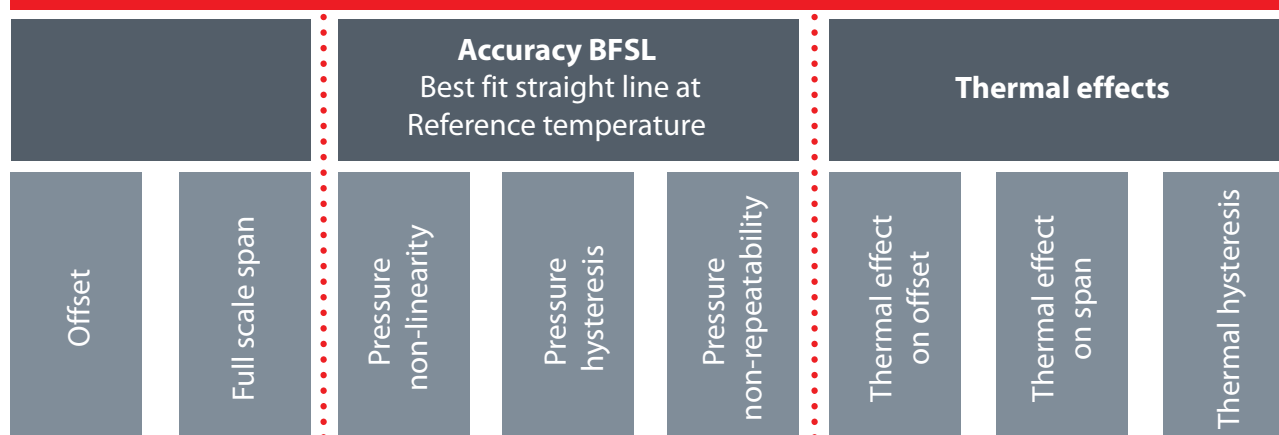 Accuracy BFSL
Best fit straight line at
Reference temperature
Thermal effects
Offset
Full scale span
Pressure
non-linearity
Pressure
hysteresis
Pressure
non-repeatability
Thermal effect
on offset
Thermal effect
on span
Thermal hysteresis